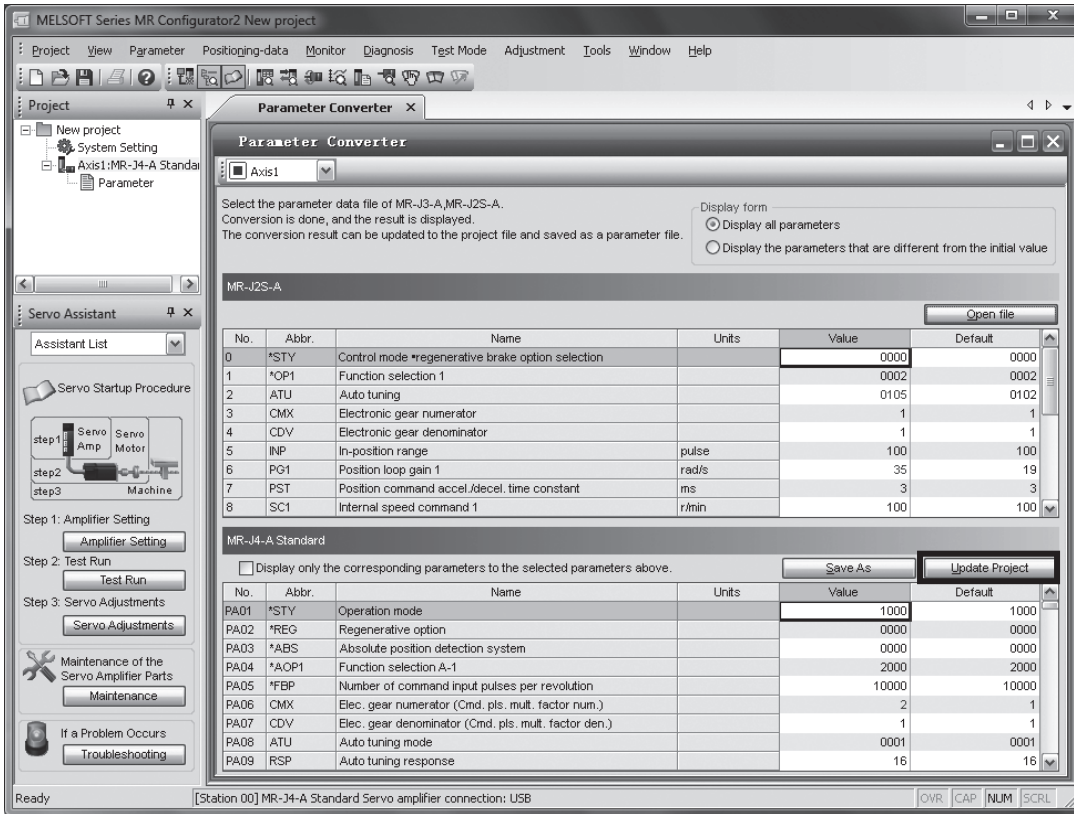 MELSOFT Series MR Configurator2 New project
Project View Parameter Positioning-data Monitor Diagnosis Test Mode Adjustment Tools Window Help
Project
New project
System Setting
Axis1:MR-J4-A Standar
Parameter
Servo Assistant
Assistant List
Servo Startup Procedure
step1
Servo Amp
Servo Motor
step2
step3
Machine
Step 1: Amplifier Setting
Amplifier Setting
Step 2: Test Run
Test Run
Step 3: Servo Adjustments
Servo Adjustments
Maintenance of the
Servo Amplifier Parts
Maintenance
If a Problem Occurs
Troubleshooting
Parameter Converter
Parameter Converter
Axis1
Select the parameter data file of MR-J3-A,MR-J2S-A.
Conversion is done, and the result is displayed.
The conversion result can be updated to the project file and saved as a parameter file.
Display form
Display all parameters
Display the parameters that are different from the initial value
MR-J2S-A
Open file
No. Abbr. Name Units Value Default
0 *STY Control mode •regenerative brake option selection 0000 0000
1 *OP1 Function selection 1 0002 0002
2 ATU Auto tuning 0105 0102
3 CMX Electronic gear numerator 1 1
4 CDV Electronic gear denominator 1 1
5 INP In-position range pulse 100 100
6 PG1 Position loop gain 1 rad/s 35 19
7 PST Position command accel./decel. time constant ms 3 3
8 SC1 Internal speed command 1 r/min 100 100
MR-J4-A Standard
Display only the corresponding parameters to the selected parameters above.
Save As
Update Project
No. Abbr. Name Units Value Default
PA01 *STY Operation mode 1000 1000
PA02 *REG Regenerative option 0000 0000
PA03 *ABS Absolute position detection system 0000 0000
PA04 *AOP1 Function selection A-1 2000 2000
PA05 *FBP Number of command input pulses per revolution 10000 10000
PA06 CMX Elec. gear numerator (Cmd. pls. mult. factor num.) 2 1
PA07 CDV Elec. gear denominator (Cmd. pls. mult. factor den.) 1 1
PA08 ATU Auto tuning mode 0001 0001
PA09 RSP Auto tuning response 16 16
Ready
[Station 00] MR-J4-A Standard Servo amplifier connection: USB
OVR CAP NUM SCRL